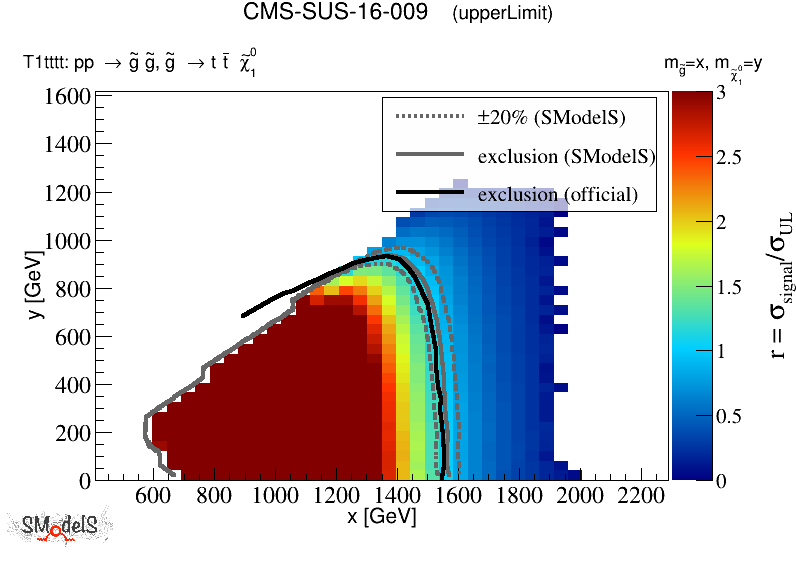 CMS-SUS-16-009 (upperLimit)
T1tttt: pp → g̃ g̃, g̃ → t t̄ χ̃₁⁰
m_g̃=x, m_χ̃₁⁰=y
±20% (SModelS)
exclusion (SModelS)
exclusion (official)
1600
1400
1200
1000
800
600
400
200
0
y [GeV]
600 800 1000 1200 1400 1600 1800 2000 2200
x [GeV]
3
2.5
2
1.5
1
0.5
0
r = σ_signal/σ_UL
SModelS